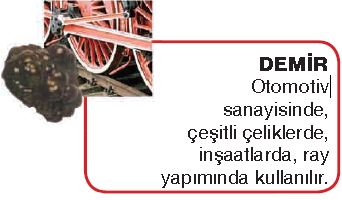 DEMİR
Otomotiv
sanayisinde,
çeşitli çeliklerde,
inşaatlarda, ray
yapımında kullanılır.